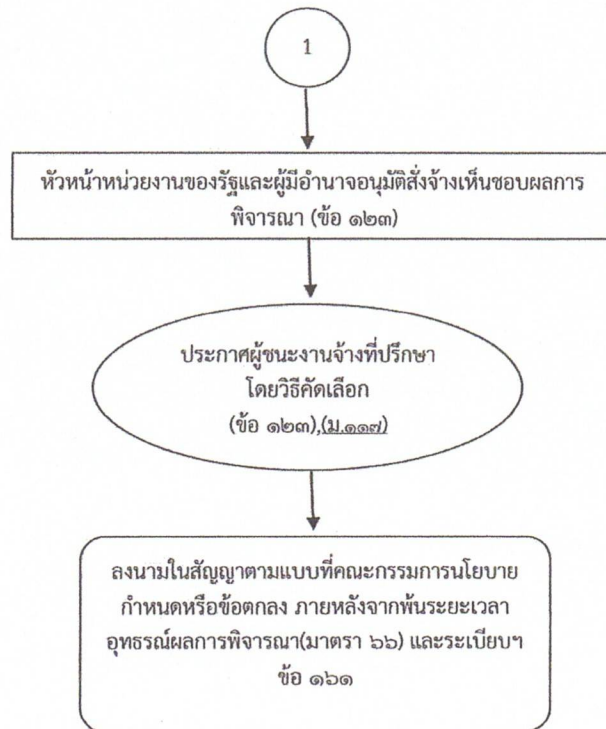 1
หัวหน้าหน่วยงานของรัฐและผู้มีอำนาจอนุมัติสั่งจ้างเห็นชอบผลการ
พิจารณา (ข้อ ๑๒๓)
ประกาศผู้ชนะงานจ้างที่ปรึกษา
โดยวิธีคัดเลือก
(ข้อ ๑๒๓),(ม.๑๑๗)
ลงนามในสัญญาตามแบบที่คณะกรรมการนโยบาย
กำหนดหรือข้อตกลง ภายหลังจากพ้นระยะเวลา
อุทธรณ์ผลการพิจารณา(มาตรา ๖๖) และระเบียบฯ
ข้อ ๑๖๑